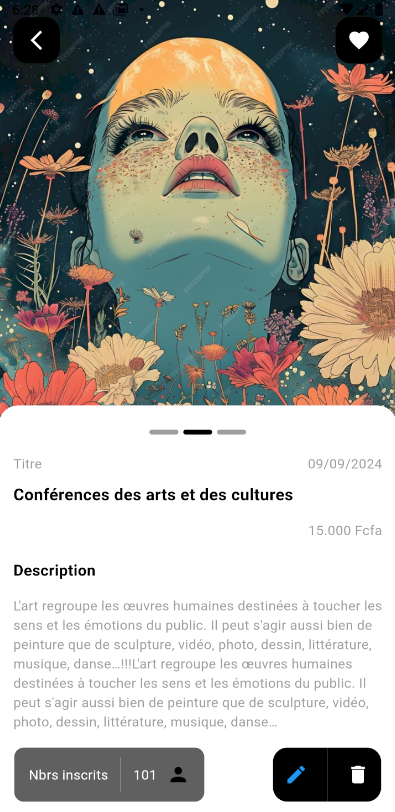 6:28
Titre
09/09/2024
Conférences des arts et des cultures
15.000 Fcfa
Description
L'art regroupe les œuvres humaines destinées à toucher les
sens et les émotions du public. Il peut s'agir aussi bien de
peinture que de sculpture, vidéo, photo, dessin, littérature,
musique, danse…!!!L'art regroupe les œuvres humaines
destinées à toucher les sens et les émotions du public. Il
peut s'agir aussi bien de peinture que de sculpture, vidéo,
photo, dessin, littérature, musique, danse…
Nbrs inscrits
101